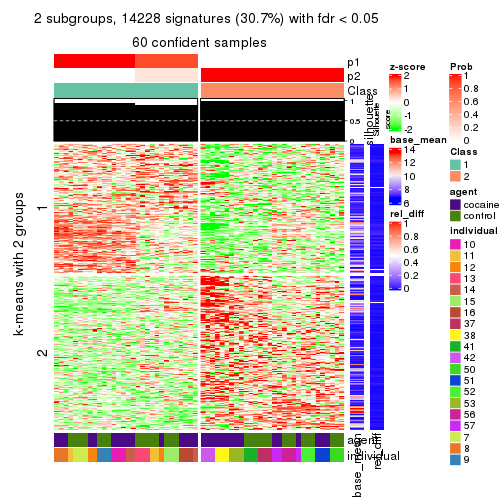 2 subgroups, 14228 signatures (30.7%) with fdr < 0.05
60 confident samples
p1
p2
Class
1
0.5
0
silhouette
Silhouette
score
k-means with 2 groups
1
2
agent
individual
base_mean
rel_diff
z-score
2
1
0
-1
-2
base_mean
14
12
10
8
6
rel_diff
1
0.8
0.6
0.4
0.2
0
Prob
1
0.8
0.6
0.4
0.2
0
Class
1
2
agent
cocaine
control
individual
10
11
12
13
14
15
16
37
38
41
42
50
51
52
53
56
57
7
8
9